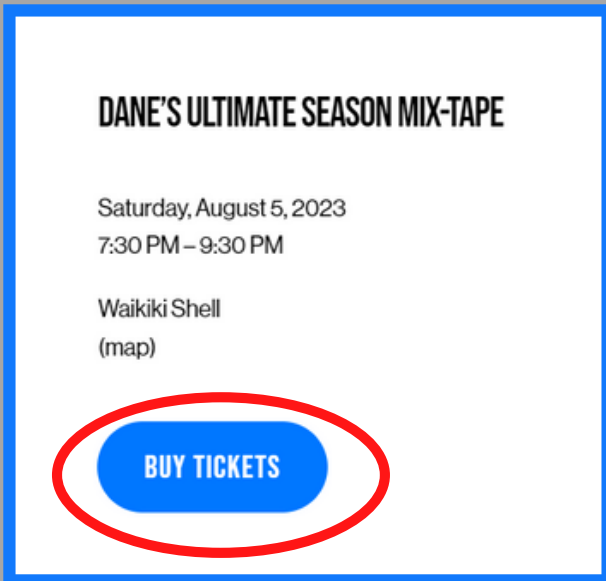 DANE'S ULTIMATE SEASON MIX-TAPE
Saturday, August 5, 2023
7:30 PM – 9:30 PM
Waikiki Shell
(map)
BUY TICKETS